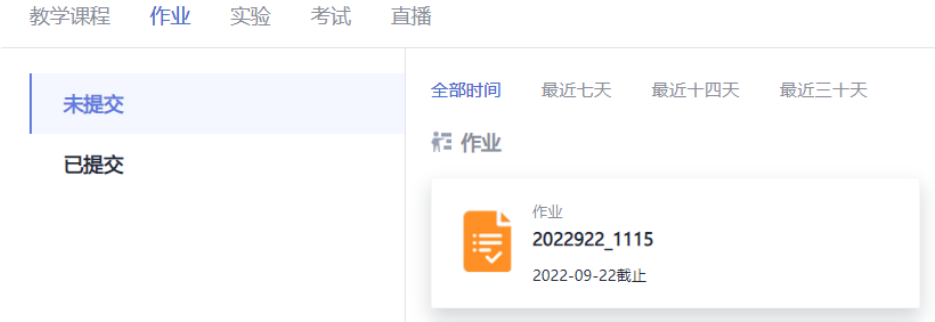 教学课程 作业 实验 考试 直播
未提交
已提交
全部时间 最近七天 最近十四天 最近三十天
作业
作业
2022922_1115
2022-09-22截止